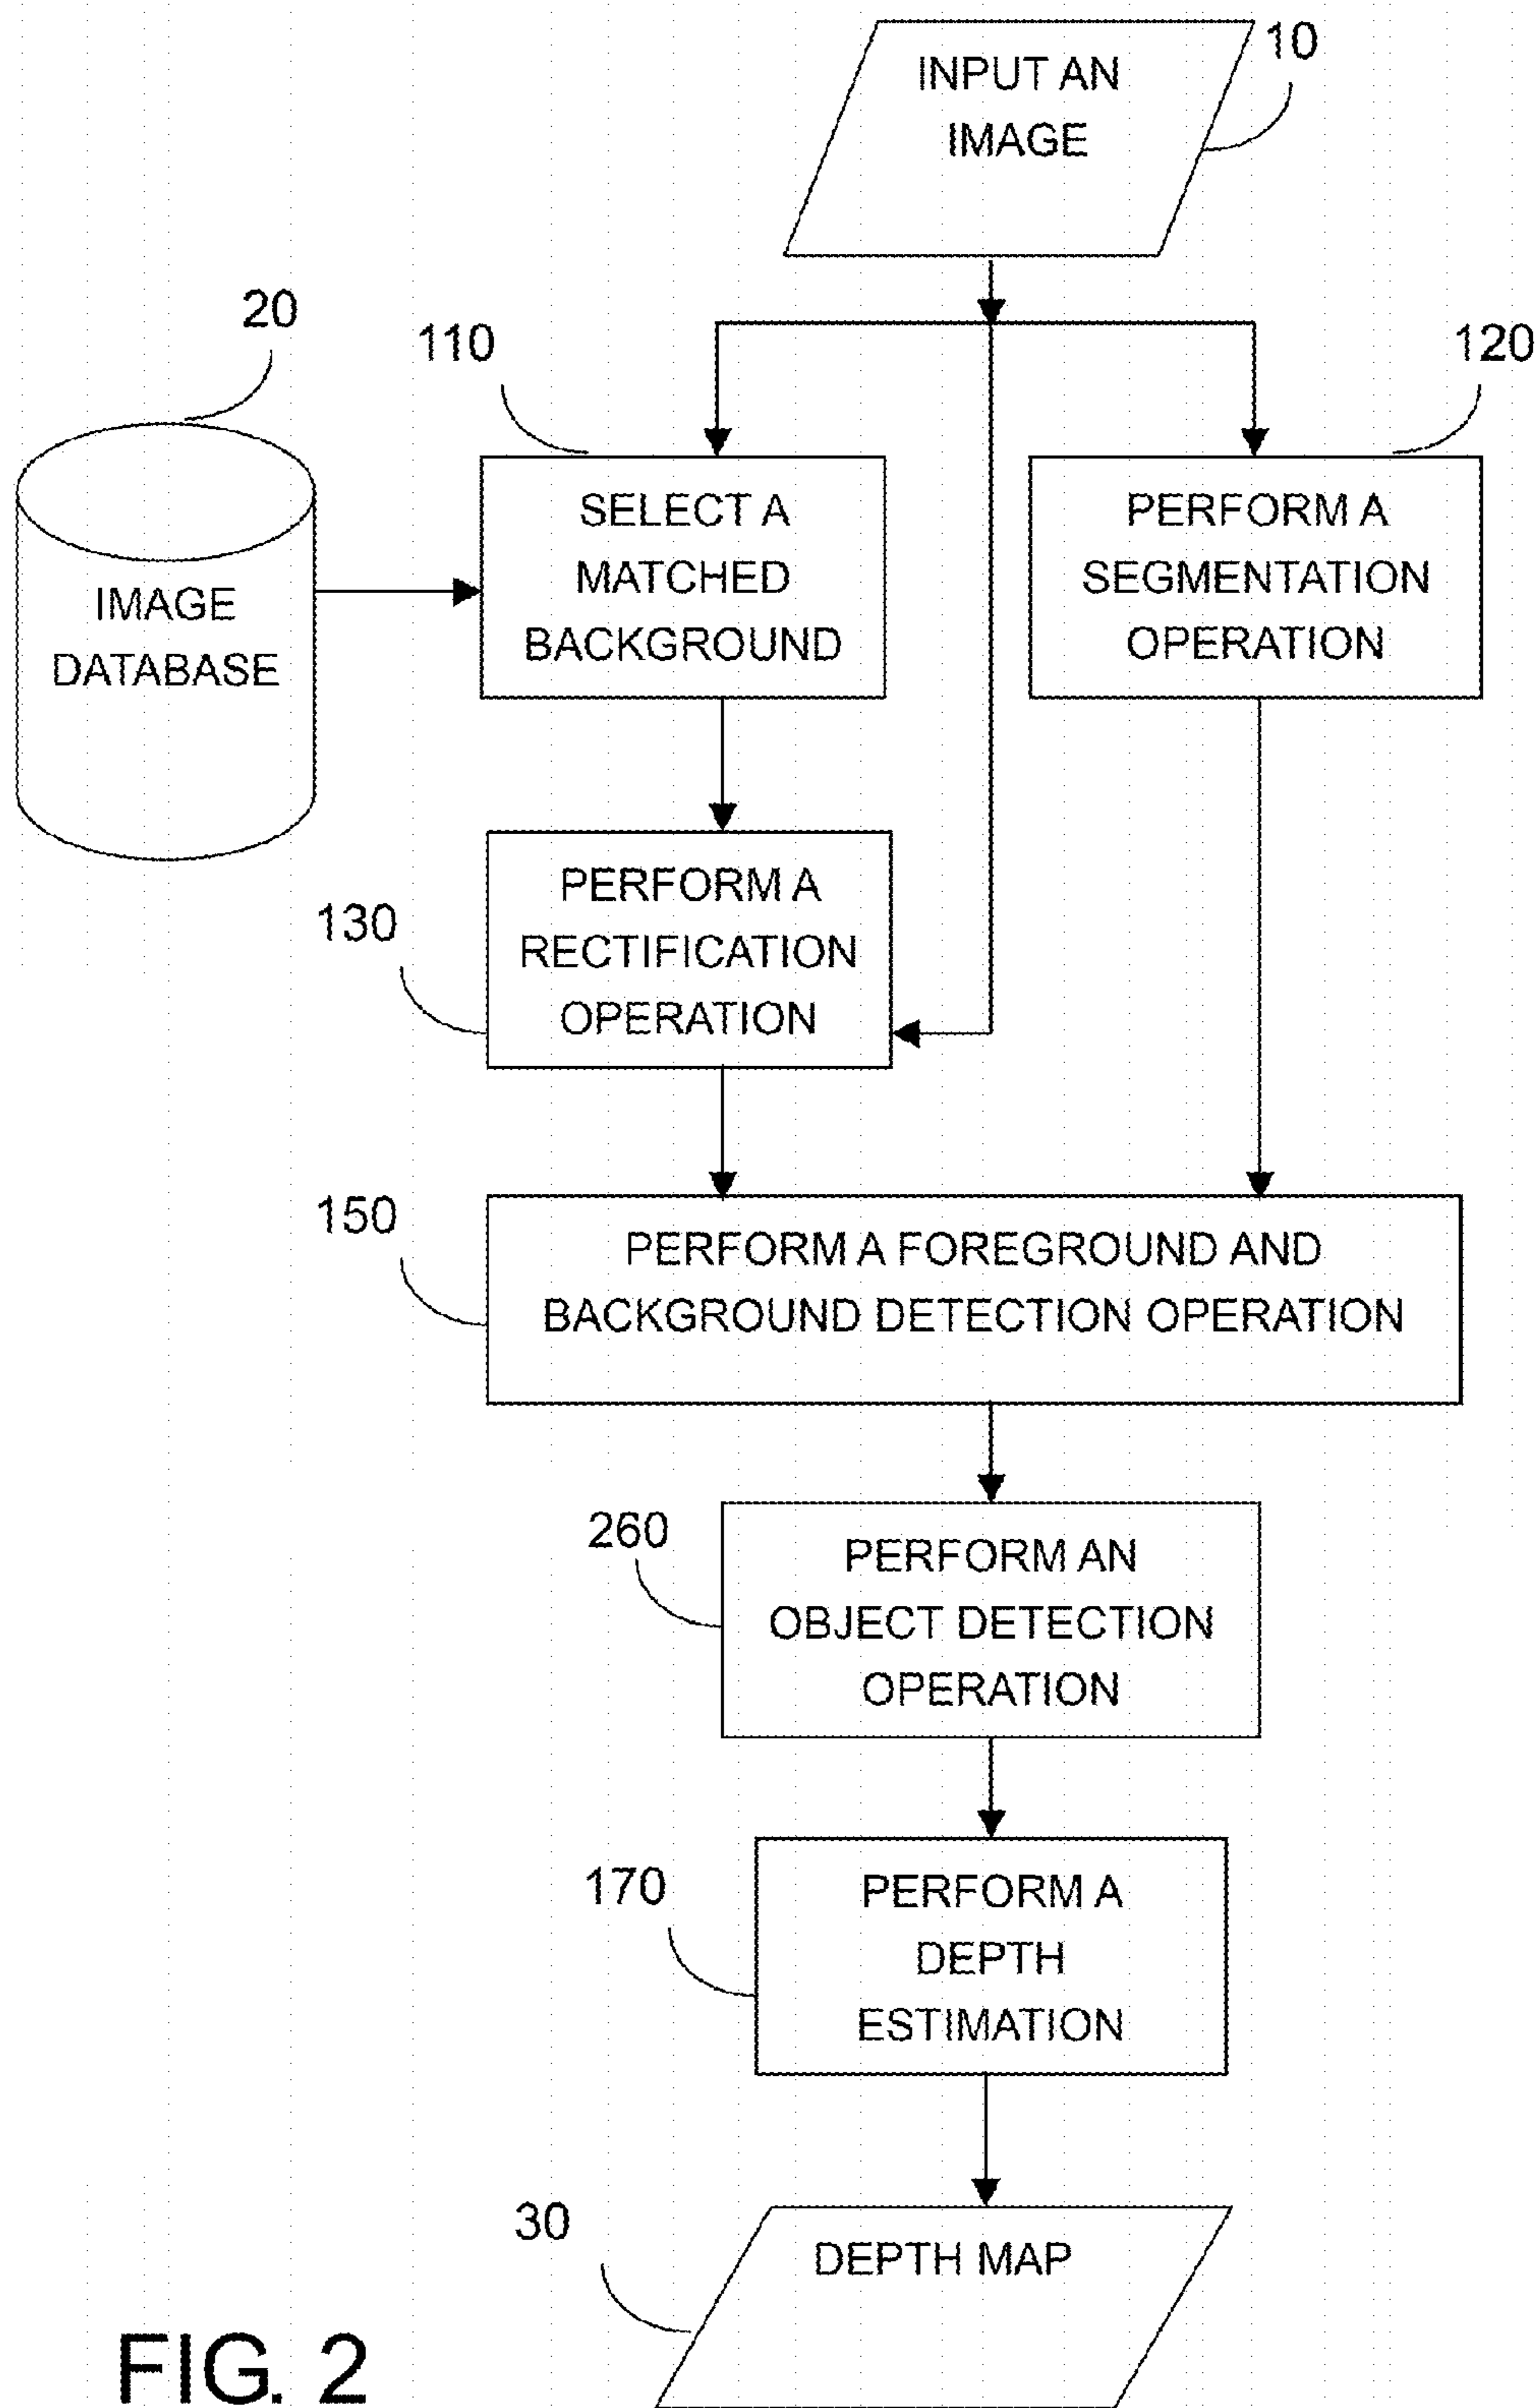 10
INPUT AN
IMAGE
20
110
120
IMAGE
DATABASE
SELECT A
MATCHED
BACKGROUND
PERFORM A
SEGMENTATION
OPERATION
130
PERFORM A
RECTIFICATION
OPERATION
150
PERFORM A FOREGROUND AND
BACKGROUND DETECTION OPERATION
260
PERFORM AN
OBJECT DETECTION
OPERATION
170
PERFORM A
DEPTH
ESTIMATION
30
DEPTH MAP
FIG. 2